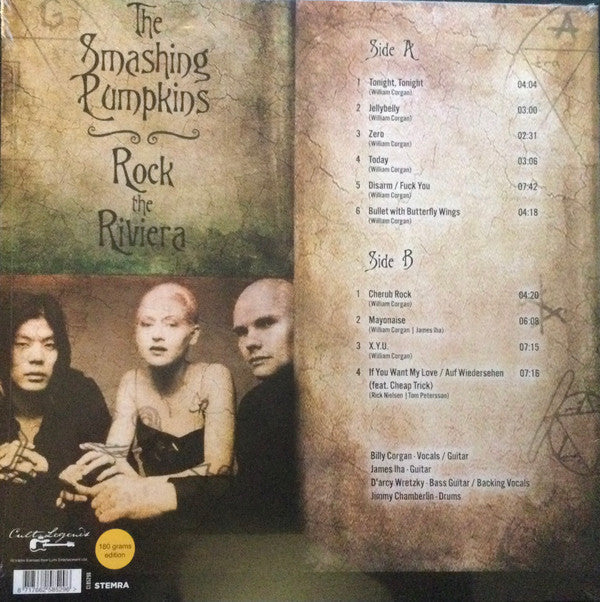 The
Smashing
Pumpkins
Rock
the
Riviera
G
A
Side A
1 Tonight, Tonight 04:04
(William Corgan)
2 Jellybelly 03:00
(William Corgan)
3 Zero 02:31
(William Corgan)
4 Today 03:06
(William Corgan)
5 Disarm / Fuck You 07:42
(William Corgan)
6 Bullet with Butterfly Wings 04:18
(William Corgan)
Side B
1 Cherub Rock 04:20
(William Corgan)
2 Mayonaise 06:08
(William Corgan | James Iha)
3 X.Y.U. 07:15
(William Corgan)
4 If You Want My Love / Auf Wiedersehen 07:16
(feat. Cheap Trick)
(Rick Nielsen | Tom Petersson)
Billy Corgan · Vocals / Guitar
James Iha · Guitar
D'arcy Wretzky · Bass Guitar / Backing Vocals
Jimmy Chamberlin · Drums
Cult Legends
180 grams
edition
STEMRA